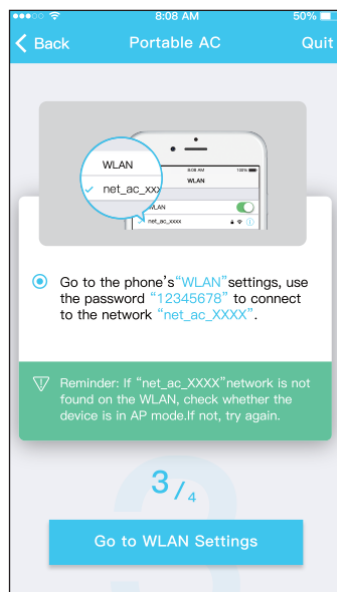 8:08 AM 50%
Back Portable AC Quit
WLAN
net_ac_xxx
8:08 AM 100%
WLAN
WLAN
net_ac_xxxx
Go to the phone's“WLAN”settings, use
the password “12345678” to connect
to the network “net_ac_XXXX”.
Reminder: If “net_ac_XXXX”network is not
found on the WLAN, check whether the
device is in AP mode.If not, try again.
3/4
Go to WLAN Settings